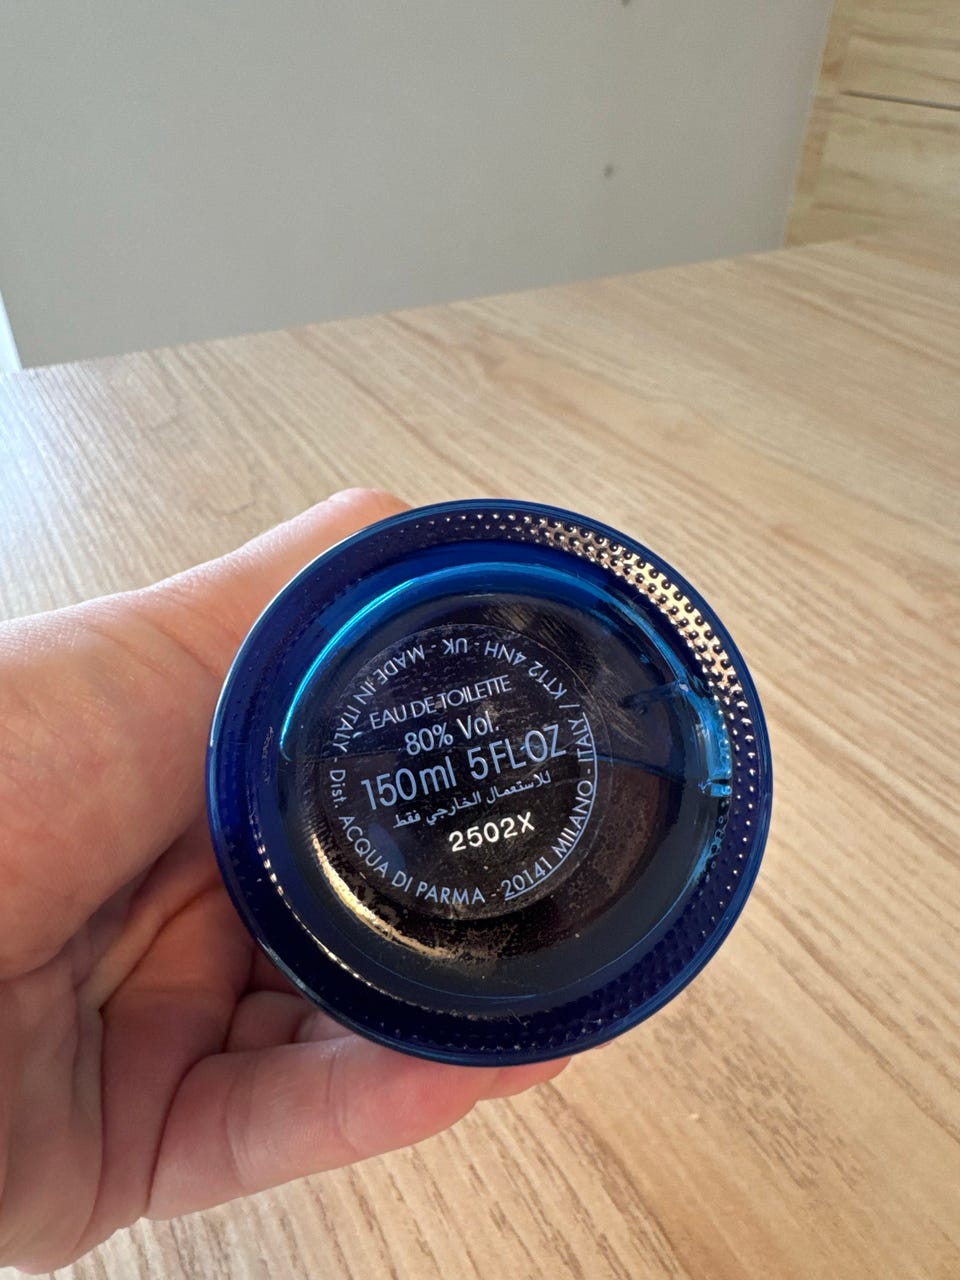 EAU DE TOILETTE
80% Vol.
150ml 5FL·OZ
للاستعمال الخارجي فقط
2502X
Dist. ACQUA DI PARMA - 20141 MILANO - ITALY / KT12 4NH - UK - MADE IN ITALY -